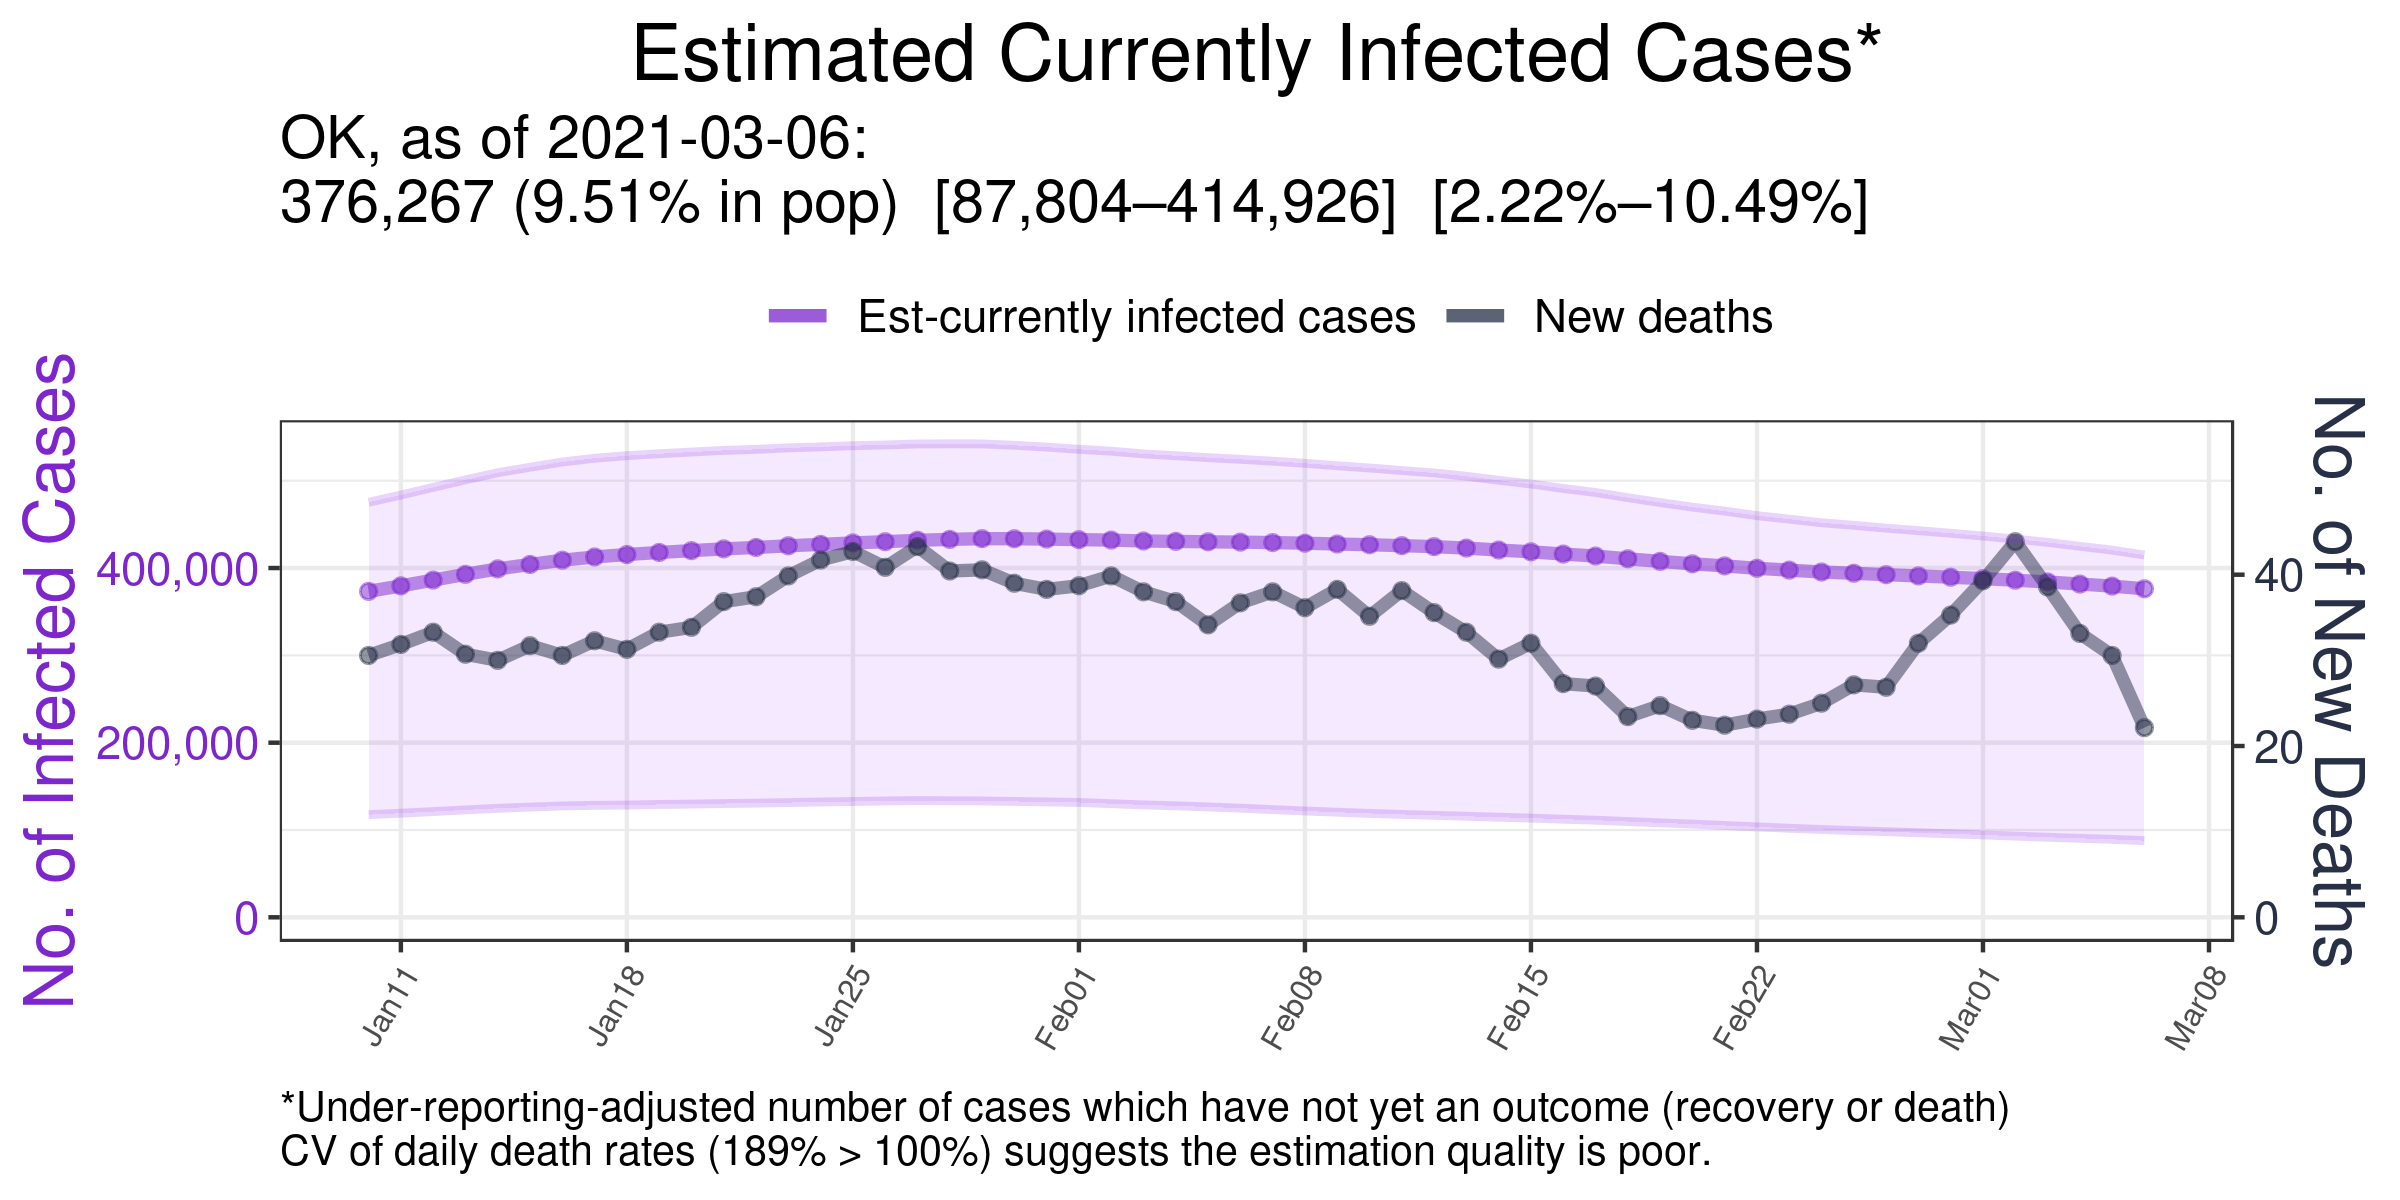 Estimated Currently Infected Cases*
OK, as of 2021-03-06:
376,267 (9.51% in pop)  [87,804–414,926]  [2.22%–10.49%]
Est-currently infected cases
New deaths
No. of Infected Cases
400,000
200,000
0
No. of New Deaths
40
20
0
Jan11
Jan18
Jan25
Feb01
Feb08
Feb15
Feb22
Mar01
Mar08
*Under-reporting-adjusted number of cases which have not yet an outcome (recovery or death)
CV of daily death rates (189% > 100%) suggests the estimation quality is poor.